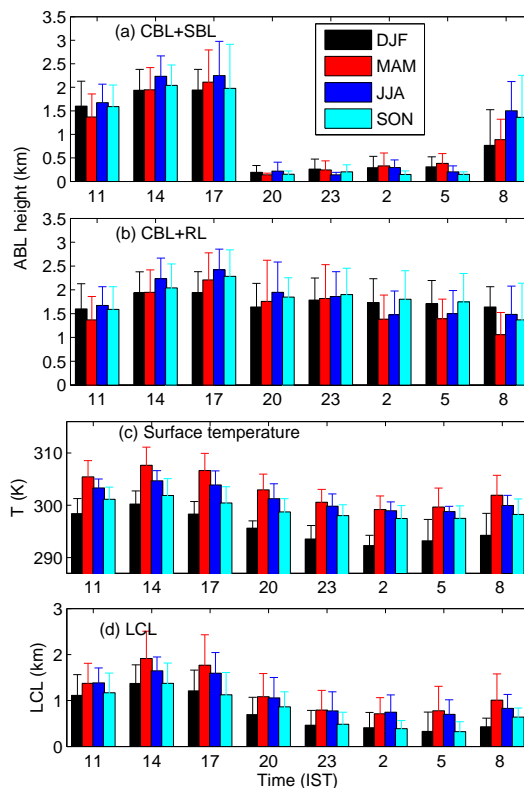 (a) CBL+SBL
DJF
MAM
JJA
SON
3.5
3
2.5
2
1.5
1
0.5
0
11 14 17 20 23 2 5 8
ABL height (km)
(b) CBL+RL
3.5
3
2.5
2
1.5
1
0.5
0
11 14 17 20 23 2 5 8
(c) Surface temperature
310
300
290
T (K)
11 14 17 20 23 2 5 8
(d) LCL
3
2
1
0
LCL (km)
11 14 17 20 23 2 5 8
Time (IST)